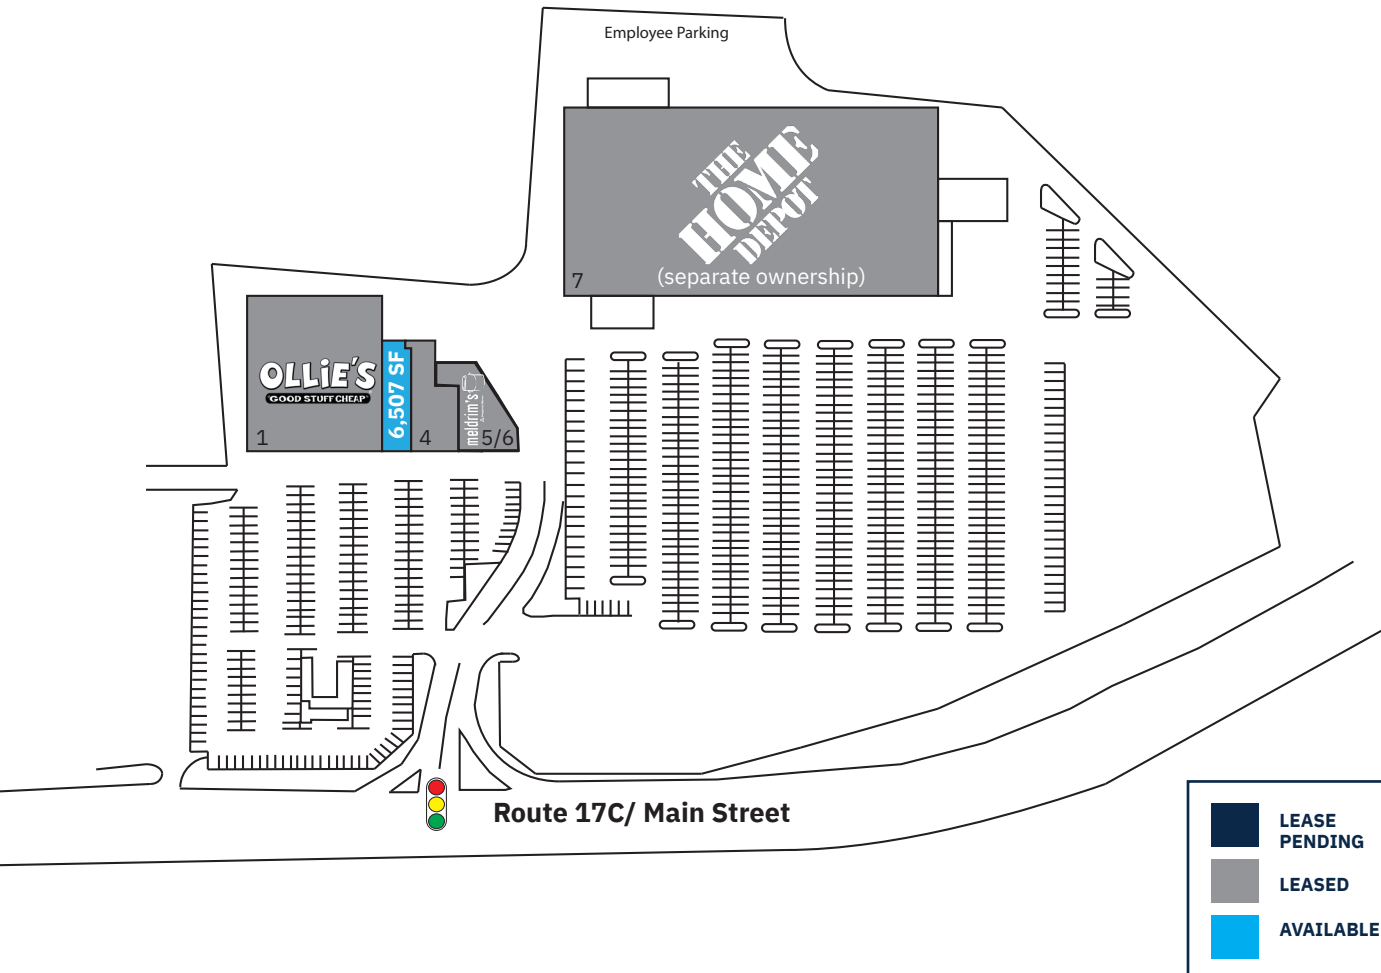 Employee Parking
THE
HOME
DEPOT
(separate ownership)
7
OLLiE'S
GOOD STUFF CHEAP
1
6,507 SF
4
meldrim's
5/6
Route 17C/ Main Street
LEASE
PENDING
LEASED
AVAILABLE